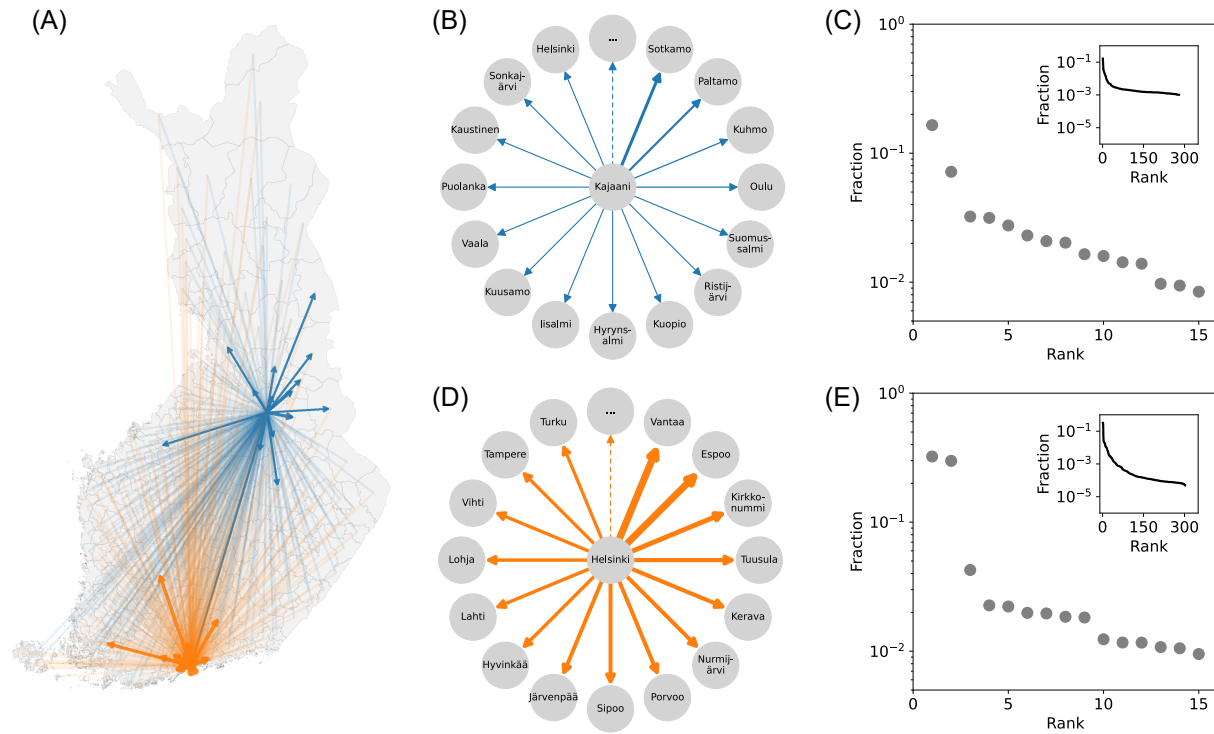 (A)
(B)
...
Helsinki
Sotkamo
Sonkaj-
ärvi
Paltamo
Kaustinen
Kuhmo
Puolanka
Kajaani
Oulu
Vaala
Suomus-
salmi
Kuusamo
Ristij-
ärvi
Iisalmi
Hyryns-
almi
Kuopio
(C)
10⁰
10⁻¹
10⁻²
Fraction
0
5
10
15
Rank
10⁻¹
10⁻³
10⁻⁵
Fraction
0
150
300
Rank
(D)
...
Turku
Vantaa
Tampere
Espoo
Vihti
Kirkko-
nummi
Lohja
Helsinki
Tuusula
Lahti
Kerava
Hyvinkää
Nurmij-
ärvi
Järvenpää
Sipoo
Porvoo
(E)
10⁰
10⁻¹
10⁻²
Fraction
0
5
10
15
Rank
10⁻¹
10⁻³
10⁻⁵
Fraction
0
150
300
Rank